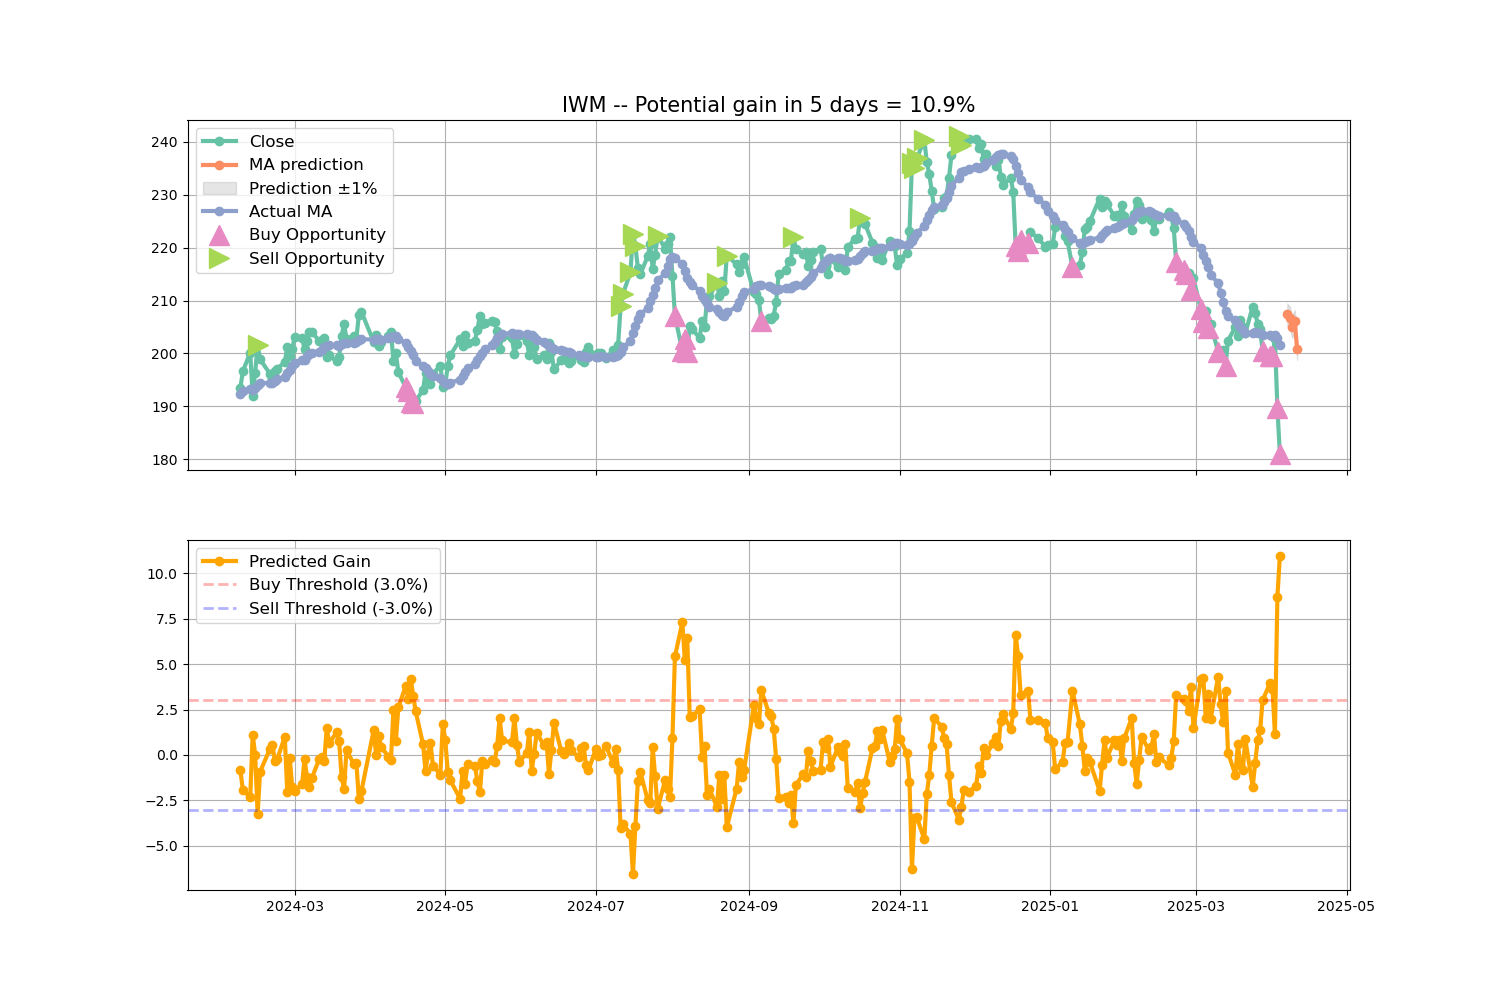 IWM -- Potential gain in 5 days = 10.9%
240
230
220
210
200
190
180
Close
MA prediction
Prediction ±1%
Actual MA
Buy Opportunity
Sell Opportunity
10.0
7.5
5.0
2.5
0.0
−2.5
−5.0
Predicted Gain
Buy Threshold (3.0%)
Sell Threshold (-3.0%)
2024-03
2024-05
2024-07
2024-09
2024-11
2025-01
2025-03
2025-05